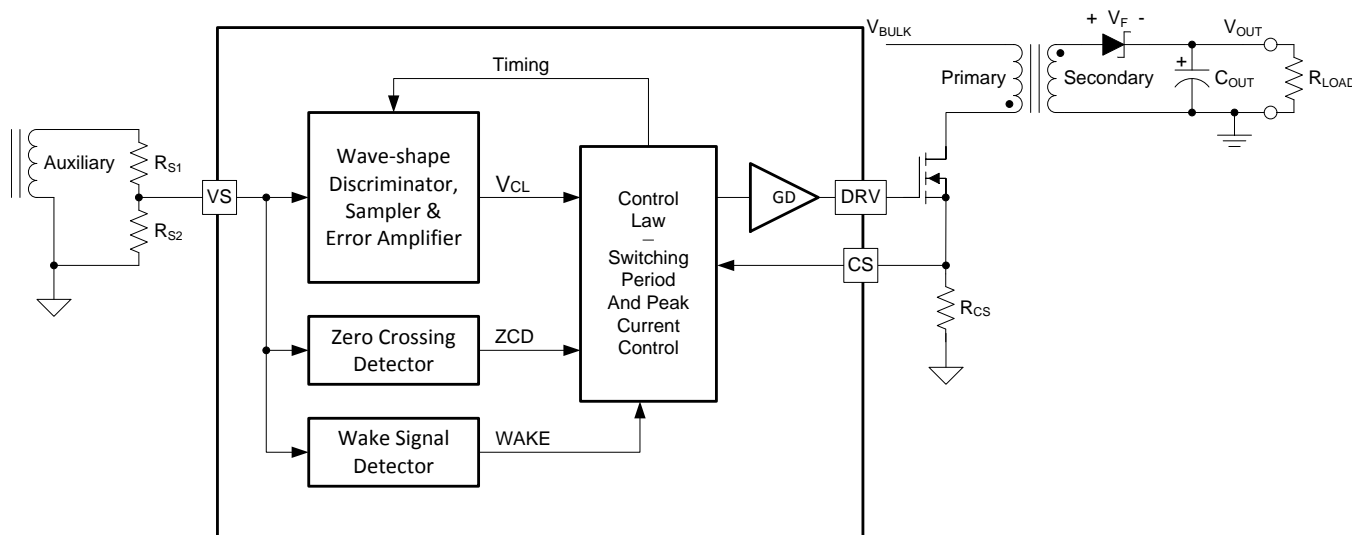 V_BULK
+ V_F -
V_OUT
Timing
Primary
Secondary
+
C_OUT
R_LOAD
Auxiliary
R_S1
R_S2
VS
Wave-shape
Discriminator,
Sampler &
Error Amplifier
V_CL
Control
Law
–
Switching
Period
And Peak
Current
Control
GD
DRV
CS
R_CS
Zero Crossing
Detector
ZCD
Wake Signal
Detector
WAKE